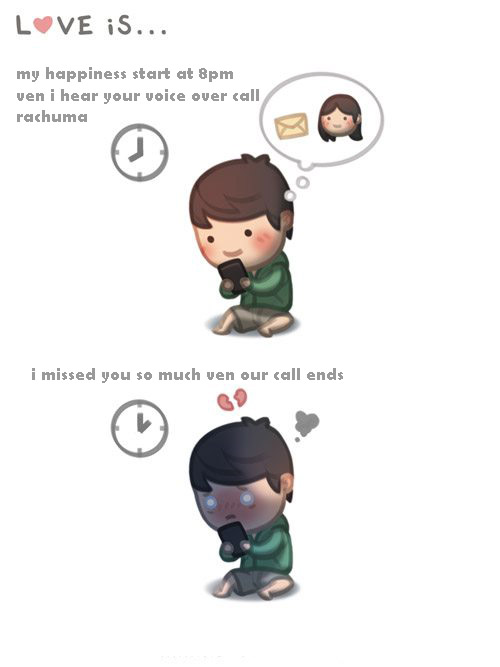 LOVE iS...
my happiness start at 8pm
ven i hear your voice over call
rachuma
i missed you so much ven our call ends